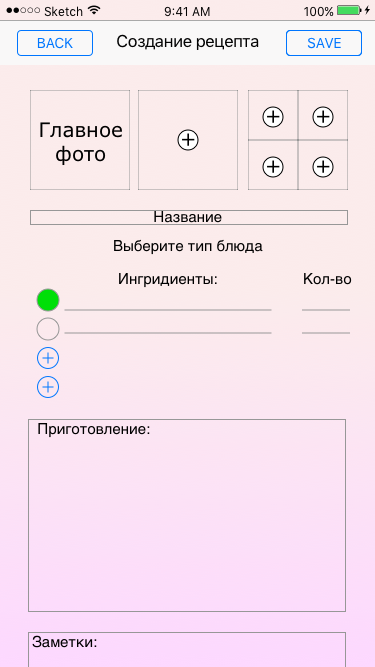 Sketch 9:41 AM 100%
BACK Создание рецепта SAVE
Главное
фото
Название
Выберите тип блюда
Ингридиенты: Кол-во
Приготовление:
Заметки: